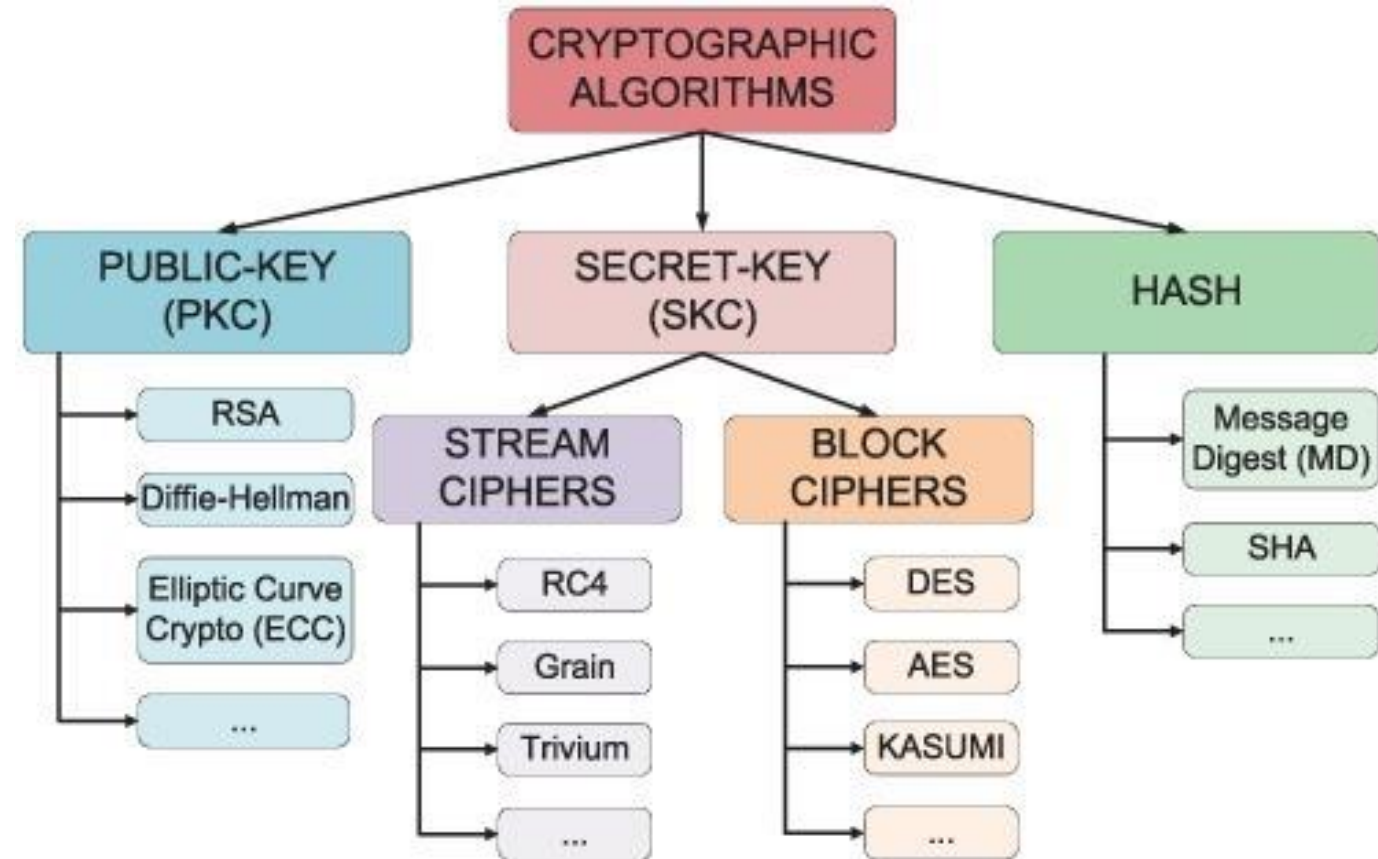 CRYPTOGRAPHIC
ALGORITHMS
PUBLIC-KEY
(PKC)
SECRET-KEY
(SKC)
HASH
RSA
Diffie-Hellman
Elliptic Curve
Crypto (ECC)
...
STREAM
CIPHERS
RC4
Grain
Trivium
...
BLOCK
CIPHERS
DES
AES
KASUMI
...
Message
Digest (MD)
SHA
...